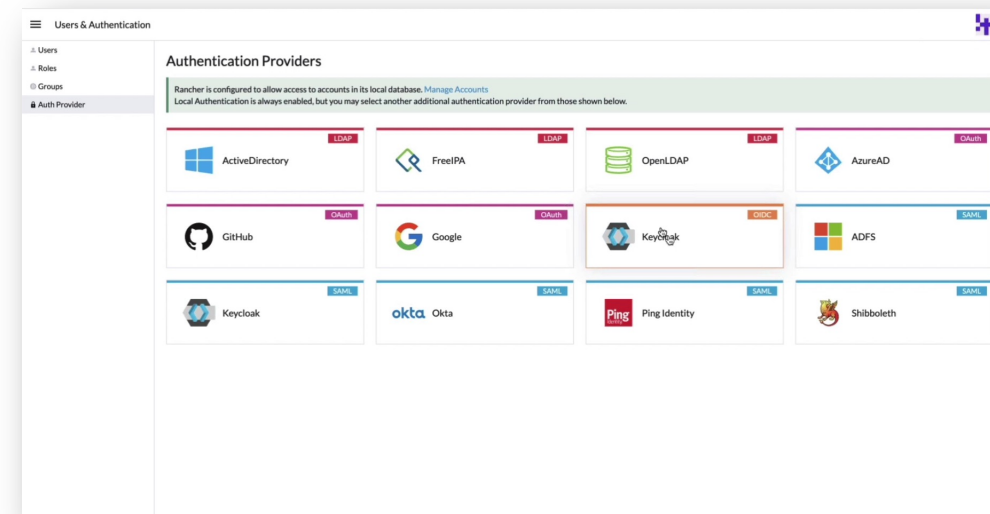 Users & Authentication
Users
Roles
Groups
Auth Provider
Authentication Providers
Rancher is configured to allow access to accounts in its local database. Manage Accounts
Local Authentication is always enabled, but you may select another additional authentication provider from those shown below.
LDAP
ActiveDirectory
LDAP
FreeIPA
LDAP
OpenLDAP
OAuth
AzureAD
OAuth
GitHub
OAuth
Google
OIDC
Keycloak
SAML
ADFS
SAML
Keycloak
SAML
okta Okta
SAML
Ping
Identity
Ping Identity
SAML
Shibboleth